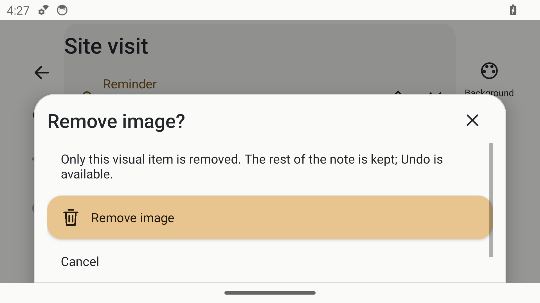 4:27
Site visit
Reminder
Background
Remove image?
Only this visual item is removed. The rest of the note is kept; Undo is
available.
Remove image
Cancel